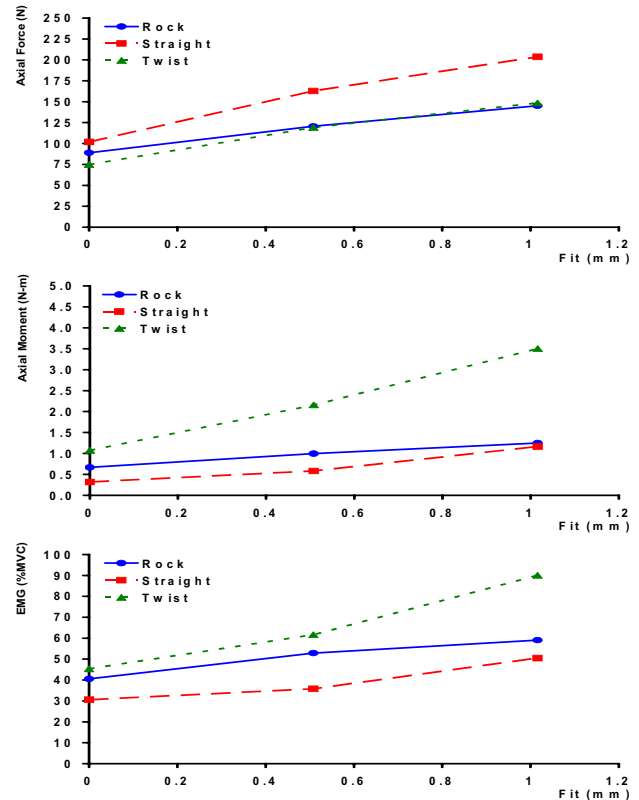 Axial Force (N)
250
225
200
175
150
125
100
75
50
25
0
Rock
Straight
Twist
0 0.2 0.4 0.6 0.8 1 1.2
Fit (mm)
Axial Moment (N-m)
5.0
4.5
4.0
3.5
3.0
2.5
2.0
1.5
1.0
0.5
0.0
Rock
Straight
Twist
0 0.2 0.4 0.6 0.8 1 1.2
Fit (mm)
EMG (%MVC)
100
90
80
70
60
50
40
30
20
10
0
Rock
Straight
Twist
0 0.2 0.4 0.6 0.8 1 1.2
Fit (mm)